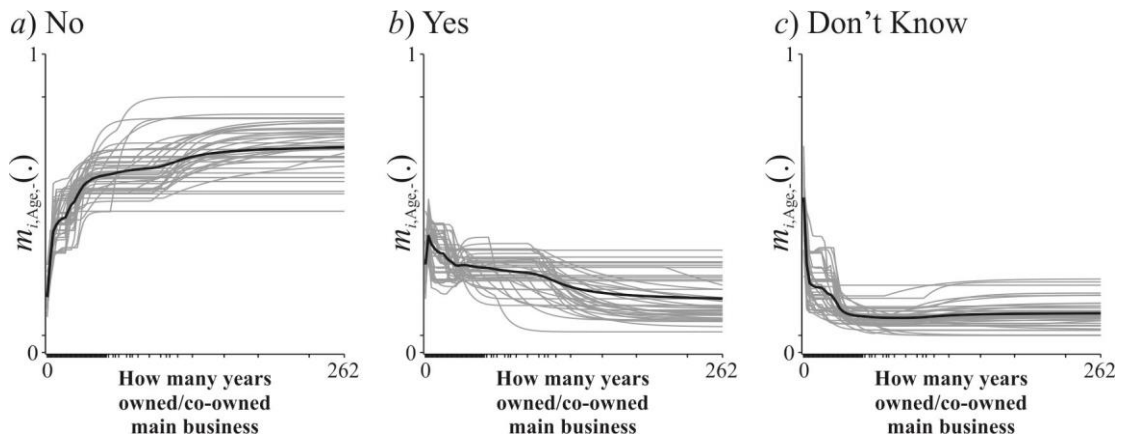 a) No
1
m_{i,Age,-}(.)
0
0
262
How many years
owned/co-owned
main business
b) Yes
1
m_{i,Age,-}(.)
0
0
262
How many years
owned/co-owned
main business
c) Don't Know
1
m_{i,Age,-}(.)
0
0
262
How many years
owned/co-owned
main business